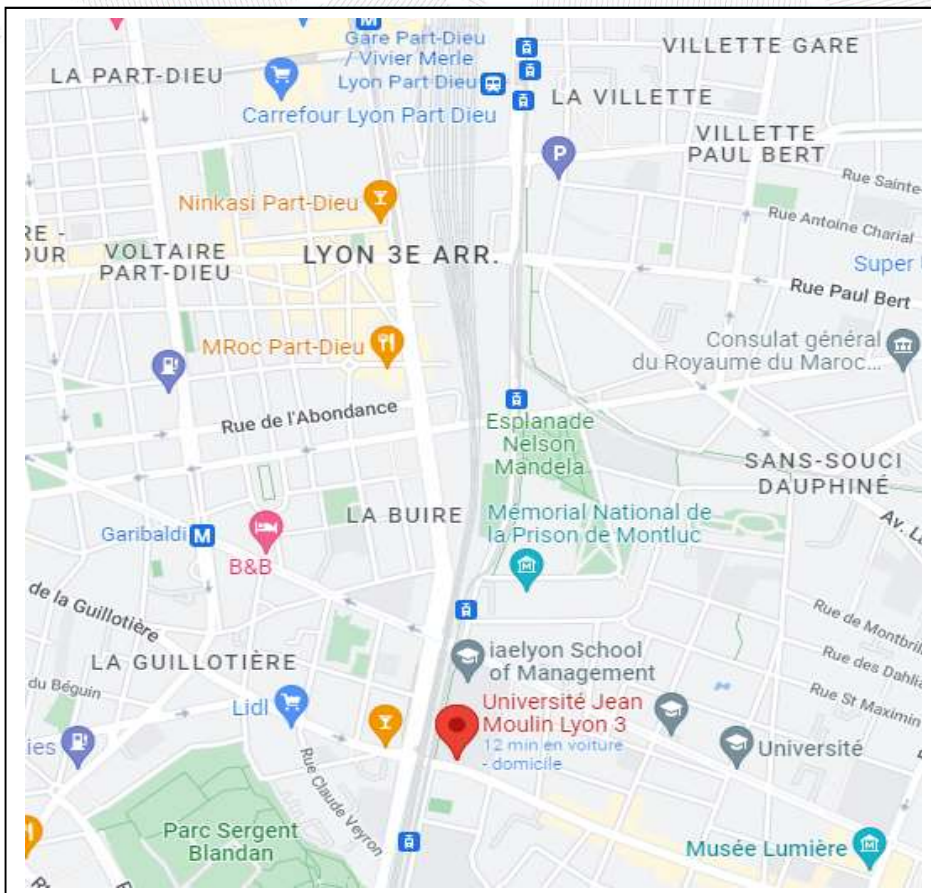 Gare Part-Dieu
/ Vivier Merle
VILLETTE GARE
LA PART-DIEU
Lyon Part Dieu
LA VILLETTE
Carrefour Lyon Part Dieu
P
VILLETTE
PAUL BERT
Rue Sainte-
Ninkasi Part-Dieu
Rue Antoine Charial
RE -
OUR
VOLTAIRE
PART-DIEU
LYON 3E ARR.
Super
Rue Paul Bert
MRoc Part-Dieu
Consulat général
du Royaume du Maroc...
Rue de l'Abondance
Esplanade
Nelson
Mandela
SANS-SOUCI
DAUPHINÉ
LA BUIRE
Mémorial National de
la Prison de Montluc
Av. L
Garibaldi
M
B&B
de la Guillotière
Rue de Montbril
iaelyon School
of Management
LA GUILLOTIÈRE
Rue des Dahlia
du Béguin
Rue St Maximin
Université Jean
Moulin Lyon 3
12 min en voiture
- domicile
Lidl
ies
Université
Rue Claude Veyron
Parc Sergent
Blandan
Musée Lumière